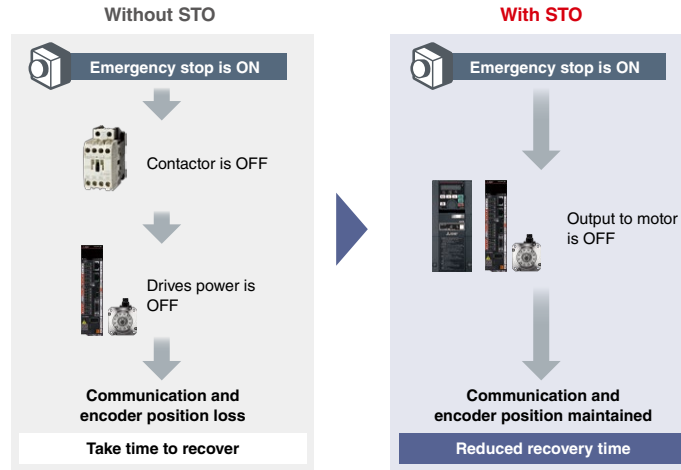 Without STO
Emergency stop is ON
Contactor is OFF
Drives power is
OFF
Communication and
encoder position loss
Take time to recover
With STO
Emergency stop is ON
Output to motor
is OFF
Communication and
encoder position maintained
Reduced recovery time